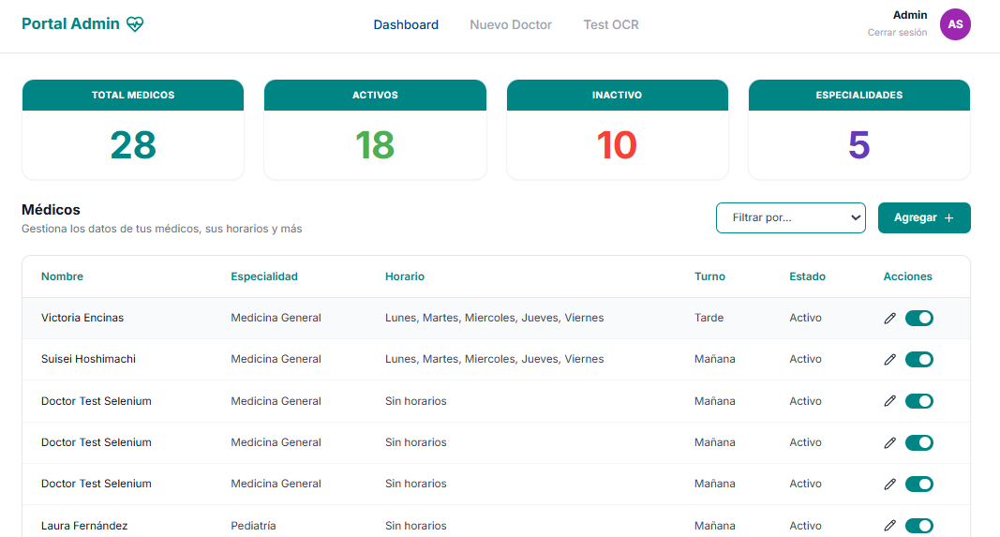 Portal Admin
Dashboard Nuevo Doctor Test OCR
Admin
Cerrar sesión
AS
TOTAL MEDICOS ACTIVOS INACTIVO ESPECIALIDADES
28 18 10 5
Médicos
Gestiona los datos de tus médicos, sus horarios y más
Filtrar por... Agregar +
Nombre Especialidad Horario Turno Estado Acciones
Victoria Encinas Medicina General Lunes, Martes, Miercoles, Jueves, Viernes Tarde Activo
Suisei Hoshimachi Medicina General Lunes, Martes, Miercoles, Jueves, Viernes Mañana Activo
Doctor Test Selenium Medicina General Sin horarios Mañana Activo
Doctor Test Selenium Medicina General Sin horarios Mañana Activo
Doctor Test Selenium Medicina General Sin horarios Mañana Activo
Laura Fernández Pediatría Sin horarios Mañana Activo